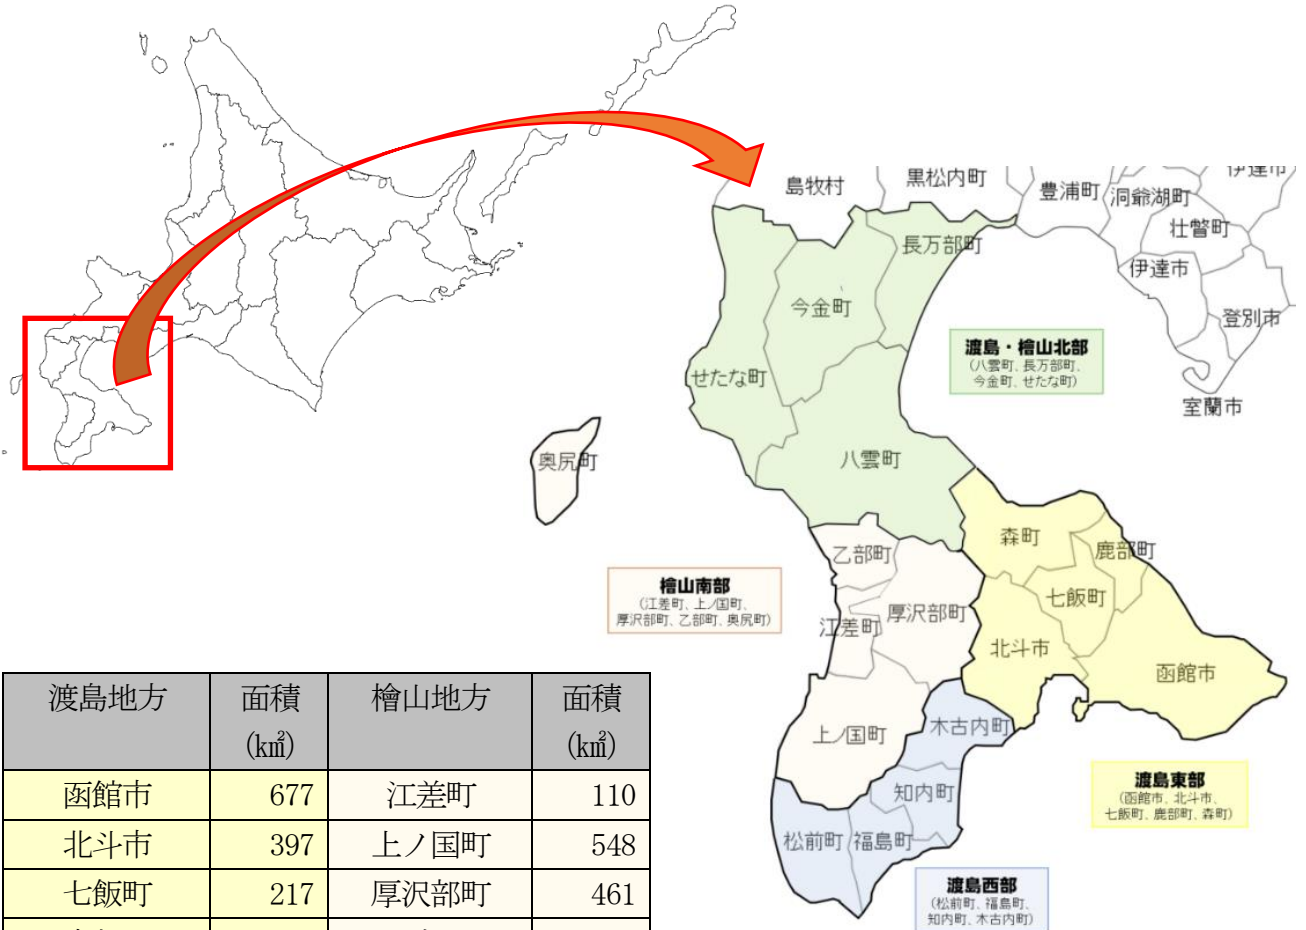 島牧村
黒松内町
豊浦町
洞爺湖町
伊達市
壮瞥町
伊達市
登別市
室蘭市
長万部町
今金町
せたな町
八雲町
渡島・檜山北部
(八雲町、長万部町、
今金町、せたな町)
奥尻町
森町
鹿部町
七飯町
北斗市
函館市
乙部町
厚沢部町
江差町
上ノ国町
檜山南部
(江差町、上ノ国町、
厚沢部町、乙部町、奥尻町)
木古内町
知内町
松前町
福島町
渡島東部
(函館市、北斗市、
七飯町、鹿部町、森町)
渡島西部
(松前町、福島町、
知内町、木古内町)
渡島地方 面積(㎢) 檜山地方 面積(㎢)
函館市 677 江差町 110
北斗市 397 上ノ国町 548
七飯町 217 厚沢部町 461